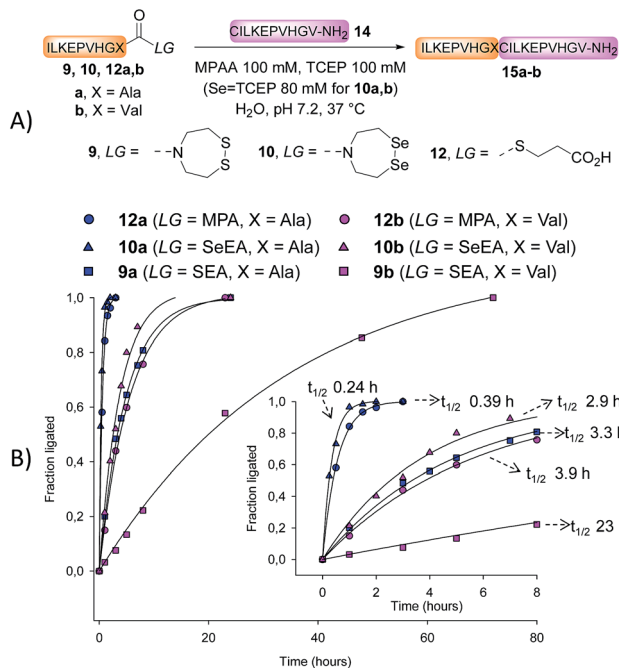 A)
ILKEPVHGX
O
LG
9, 10, 12a,b
a, X = Ala
b, X = Val
CILKEPVHGV-NH2 14
MPAA 100 mM, TCEP 100 mM
(Se=TCEP 80 mM for 10a,b)
H2O, pH 7.2, 37 °C
ILKEPVHGXCILKEPVHGV-NH2
15a-b
9, LG = N S S
10, LG = N Se Se
12, LG = S CO2H
12a (LG = MPA, X = Ala)
12b (LG = MPA, X = Val)
10a (LG = SeEA, X = Ala)
10b (LG = SeEA, X = Val)
9a (LG = SEA, X = Ala)
9b (LG = SEA, X = Val)
B)
Fraction ligated
1,0
0,8
0,6
0,4
0,2
0,0
0
20
40
60
80
Time (hours)
Fraction ligated
1,0
0,8
0,6
0,4
0,2
0,0
0
2
4
6
8
Time (hours)
t1/2 0.24 h
t1/2 0.39 h
t1/2 2.9 h
t1/2 3.3 h
t1/2 3.9 h
t1/2 23